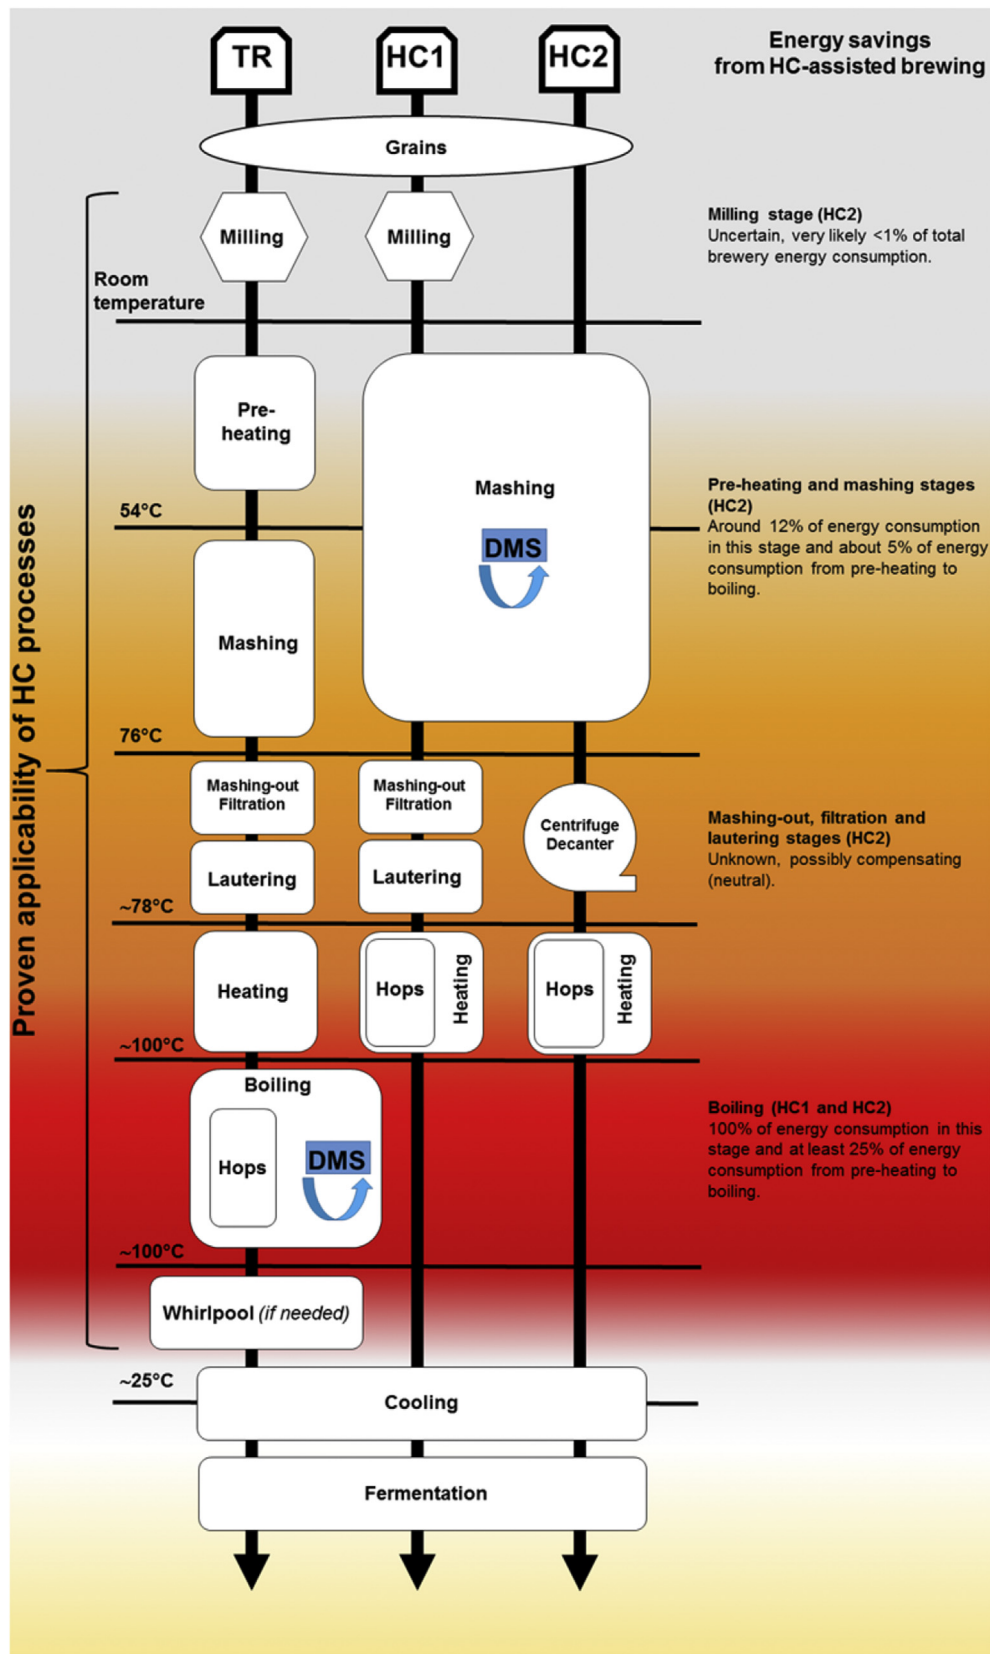 TR
HC1
HC2
Energy savings
from HC-assisted brewing
Grains
Milling
Milling
Milling stage (HC2)
Uncertain, very likely <1% of total
brewery energy consumption.
Room
temperature
Pre-
heating
Mashing
DMS
54°C
Pre-heating and mashing stages
(HC2)
Around 12% of energy consumption
in this stage and about 5% of energy
consumption from pre-heating to
boiling.
Proven applicability of HC processes
Mashing
76°C
Mashing-out
Filtration
Mashing-out
Filtration
Centrifuge
Decanter
Mashing-out, filtration and
lautering stages (HC2)
Unknown, possibly compensating
(neutral).
Lautering
Lautering
~78°C
Heating
Hops
Heating
Hops
Heating
~100°C
Boiling
Hops
DMS
Boiling (HC1 and HC2)
100% of energy consumption in this
stage and at least 25% of energy
consumption from pre-heating to
boiling.
~100°C
Whirlpool (if needed)
~25°C
Cooling
Fermentation